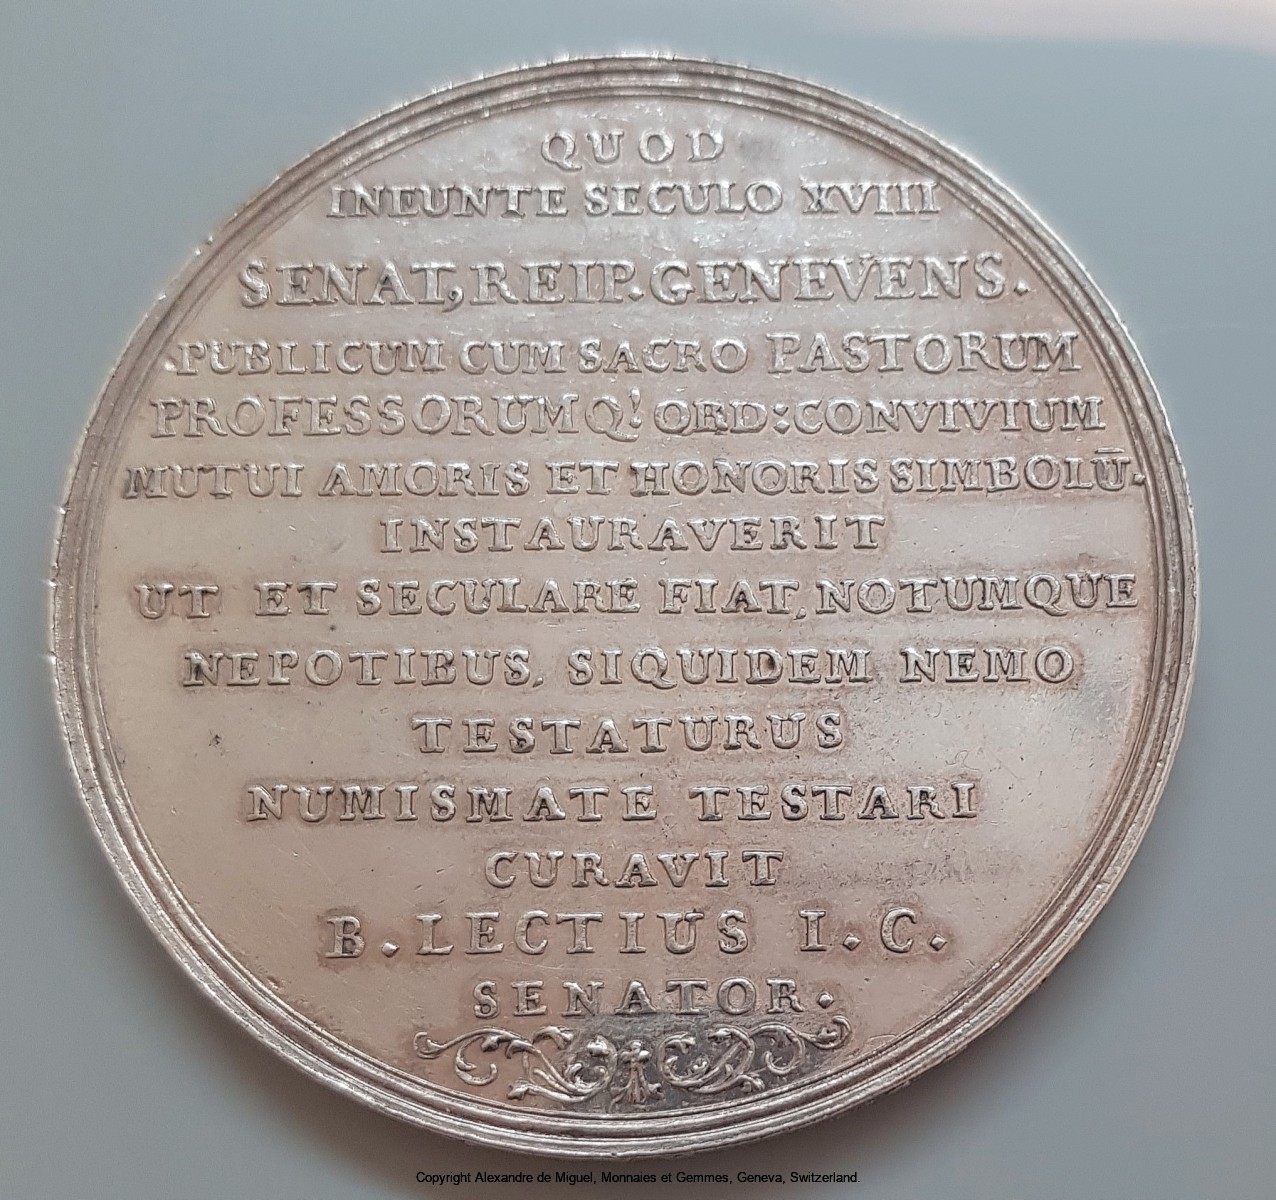 QUOD
INEUNTE SECULO XVIII
SENAT, REIP. GENEVENS.
PUBLICUM CUM SACRO PASTORUM
PROFESSORUMQ! ORD: CONVIVIUM
MUTUI AMORIS ET HONORIS SIMBOLŪ.
INSTAURAVERIT
UT ET SECULARE FIAT, NOTUMQUE
NEPOTIBUS, SIQUIDEM NEMO
TESTATURUS
NUMISMATE TESTARI
CURAVIT
B. LECTIUS I. C.
SENATOR.
Copyright Alexandre de Miguel, Monnaies et Gemmes, Geneva, Switzerland.